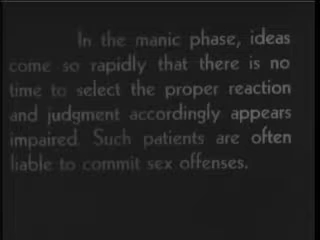 In the manic phase, ideas
come so rapidly that there is no
time to select the proper reaction
and judgment accordingly appears
impaired. Such patients are often
liable to commit sex offenses.